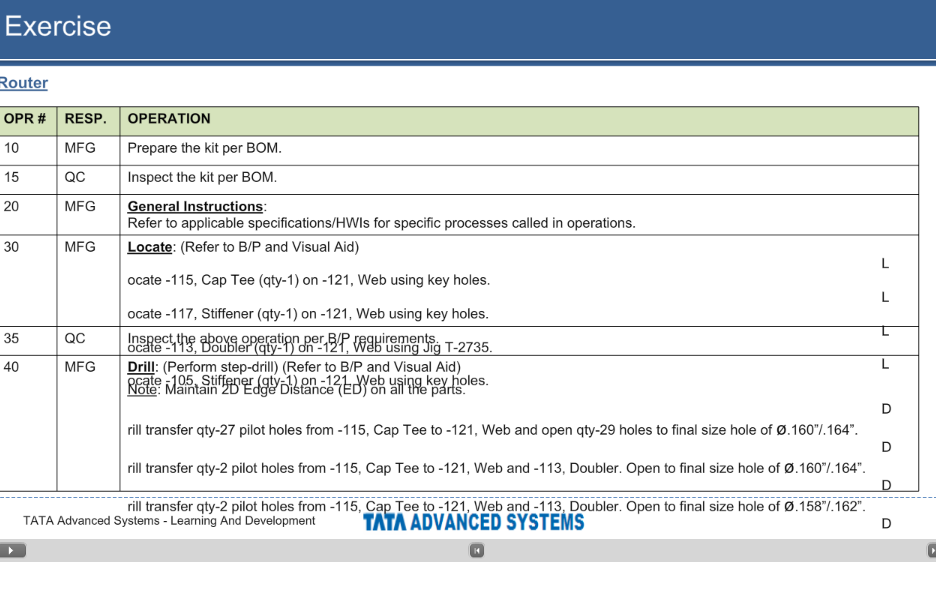 Exercise
Router
OPR # RESP. OPERATION
10 MFG Prepare the kit per BOM.
15 QC Inspect the kit per BOM.
20 MFG General Instructions:
Refer to applicable specifications/HWIs for specific processes called in operations.
30 MFG Locate: (Refer to B/P and Visual Aid)
L
ocate -115, Cap Tee (qty-1) on -121, Web using key holes.
L
ocate -117, Stiffener (qty-1) on -121, Web using key holes.
L
35 QC Inspect the above operation per B/P requirements.
ocate -113, Doubler (qty-1) on -121, Web using Jig T-2735.
L
40 MFG Drill: (Perform step-drill) (Refer to B/P and Visual Aid)
ocate -105, Stiffener (qty-1) on -121, Web using key holes.
Note: Maintain 2D Edge Distance (ED) on all the parts.
D
rill transfer qty-27 pilot holes from -115, Cap Tee to -121, Web and open qty-29 holes to final size hole of Ø.160”/.164”.
D
rill transfer qty-2 pilot holes from -115, Cap Tee to -121, Web and -113, Doubler. Open to final size hole of Ø.160”/.164”.
D
rill transfer qty-2 pilot holes from -115, Cap Tee to -121, Web and -113, Doubler. Open to final size hole of Ø.158”/.162”.
D
TATA Advanced Systems - Learning And Development
TATA ADVANCED SYSTEMS